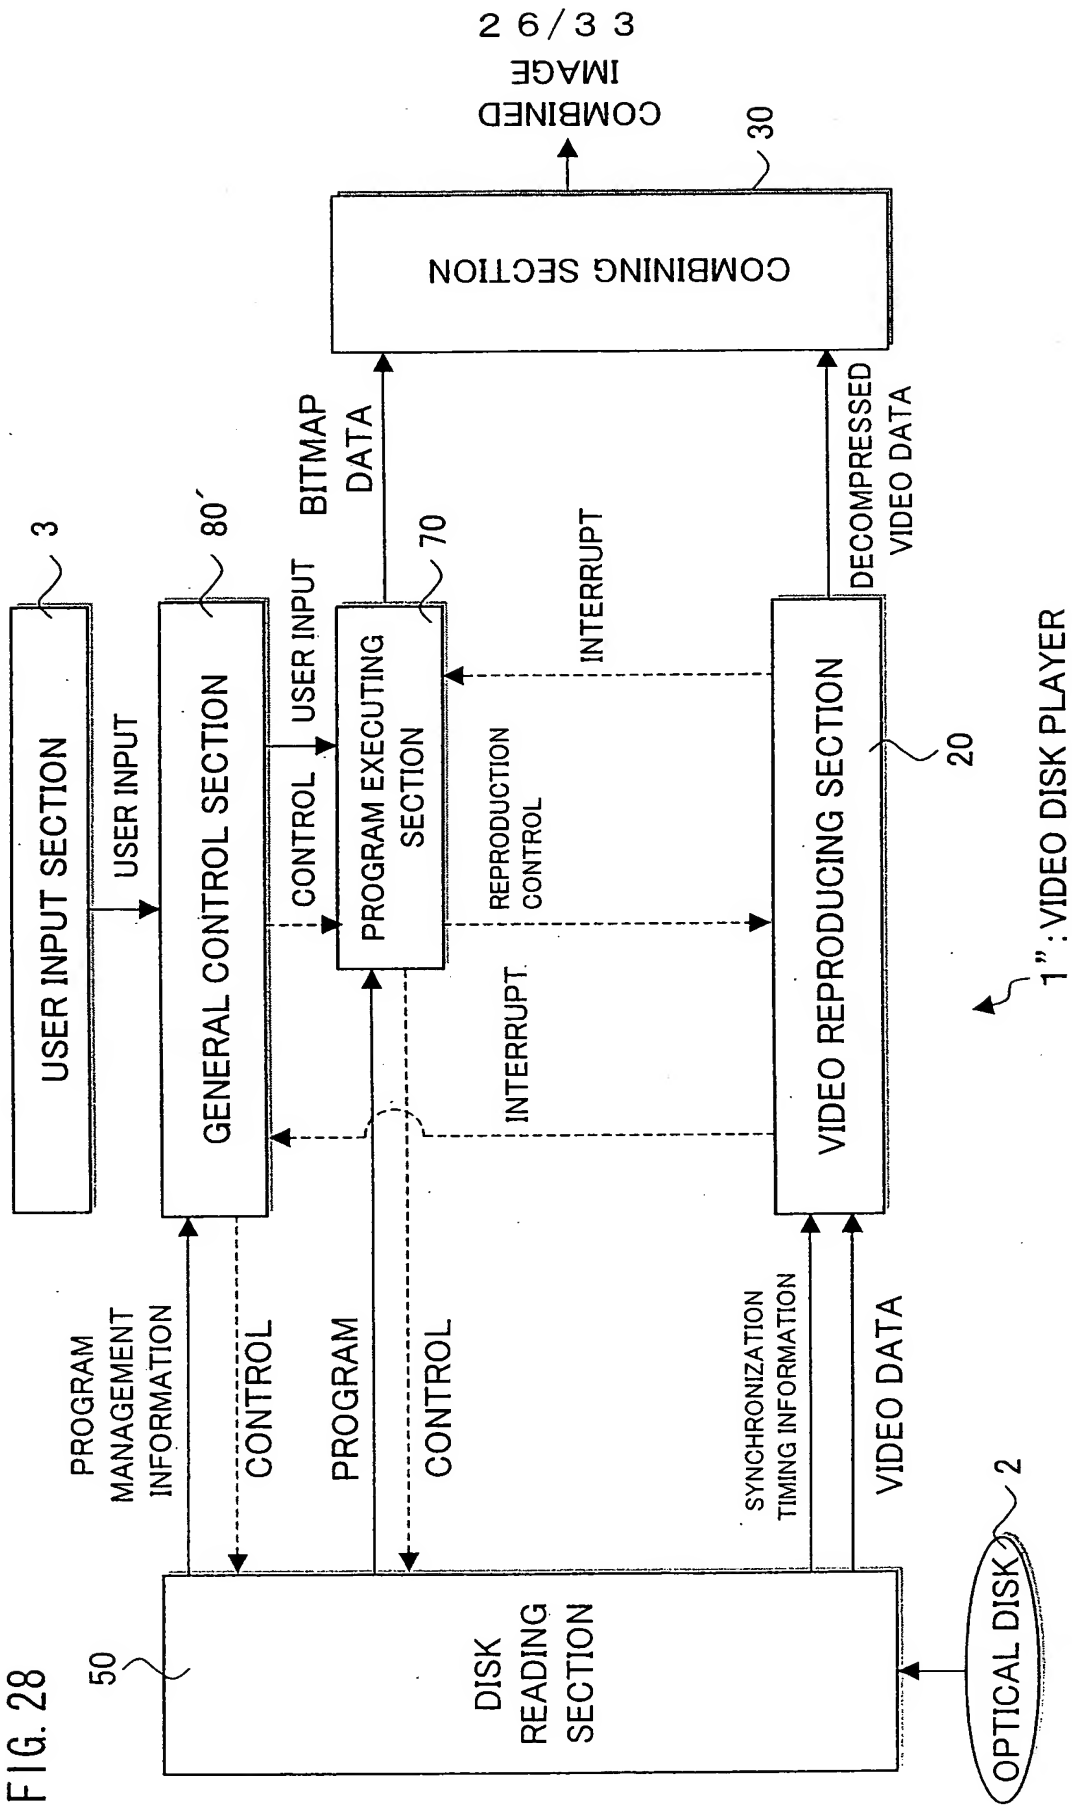 26/33
FIG. 28
USER INPUT SECTION
3
USER INPUT
GENERAL CONTROL SECTION
80′
PROGRAM
MANAGEMENT
INFORMATION
CONTROL
CONTROL
USER INPUT
50
DISK
READING
SECTION
PROGRAM
CONTROL
PROGRAM EXECUTING
SECTION
70
BITMAP
DATA
INTERRUPT
REPRODUCTION
CONTROL
INTERRUPT
COMBINING SECTION
30
COMBINED
IMAGE
SYNCHRONIZATION
TIMING INFORMATION
VIDEO DATA
VIDEO REPRODUCING SECTION
20
DECOMPRESSED
VIDEO DATA
OPTICAL DISK
2
1” : VIDEO DISK PLAYER